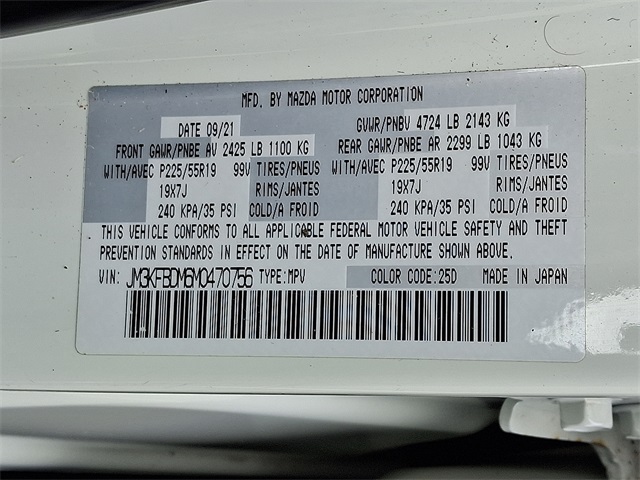 MFD. BY MAZDA MOTOR CORPORATION
DATE 09/21 GVWR/PNBV 4724 LB 2143 KG
FRONT GAWR/PNBE AV 2425 LB 1100 KG REAR GAWR/PNBE AR 2299 LB 1043 KG
WITH/AVEC P225/55R19 99V TIRES/PNEUS WITH/AVEC P225/55R19 99V TIRES/PNEUS
19X7J RIMS/JANTES 19X7J RIMS/JANTES
240 KPA/35 PSI COLD/A FROID 240 KPA/35 PSI COLD/A FROID
THIS VEHICLE CONFORMS TO ALL APPLICABLE FEDERAL MOTOR VEHICLE SAFETY AND THEFT
PREVENTION STANDARDS IN EFFECT ON THE DATE OF MANUFACTURE SHOWN ABOVE.
VIN: JM3KFBDM6M0470756 TYPE:MPV COLOR CODE:25D MADE IN JAPAN